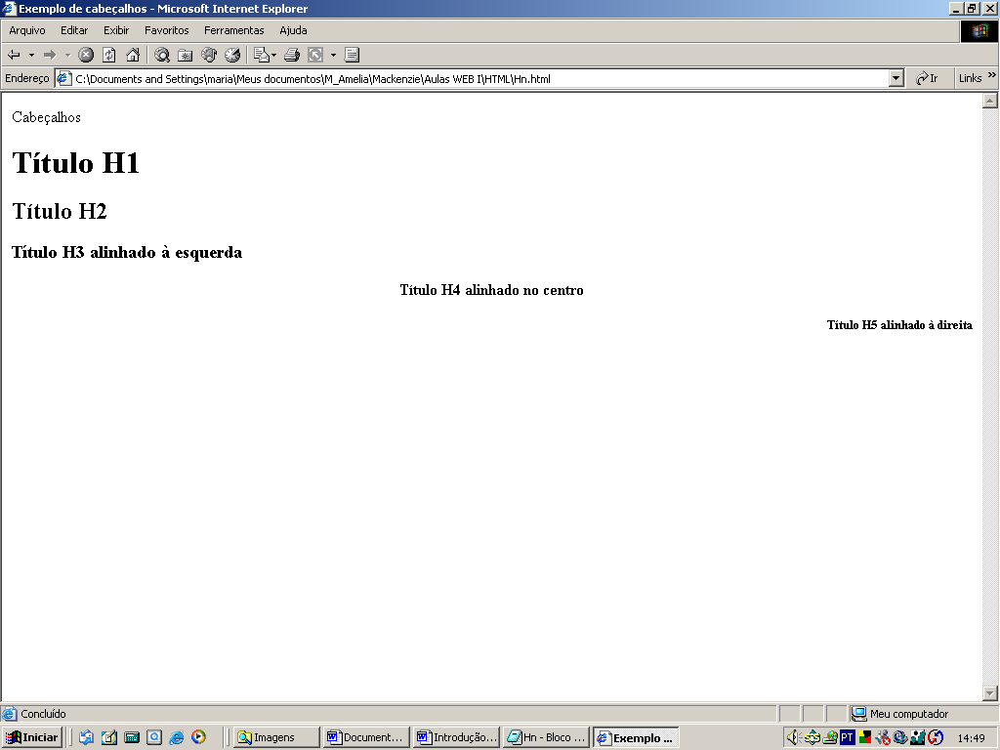 Exemplo de cabeçalhos - Microsoft Internet Explorer
Arquivo Editar Exibir Favoritos Ferramentas Ajuda
Endereço C:\Documents and Settings\maria\Meus documentos\M_Amelia\Mackenzie\Aulas WEB I\HTML\Hn.html Ir Links »
Cabeçalhos
Título H1
Título H2
Título H3 alinhado à esquerda
Título H4 alinhado no centro
Título H5 alinhado à direita
Concluído Meu computador
Iniciar Imagens Document... Introdução... Hn - Bloco ... Exemplo ... PT 14:49